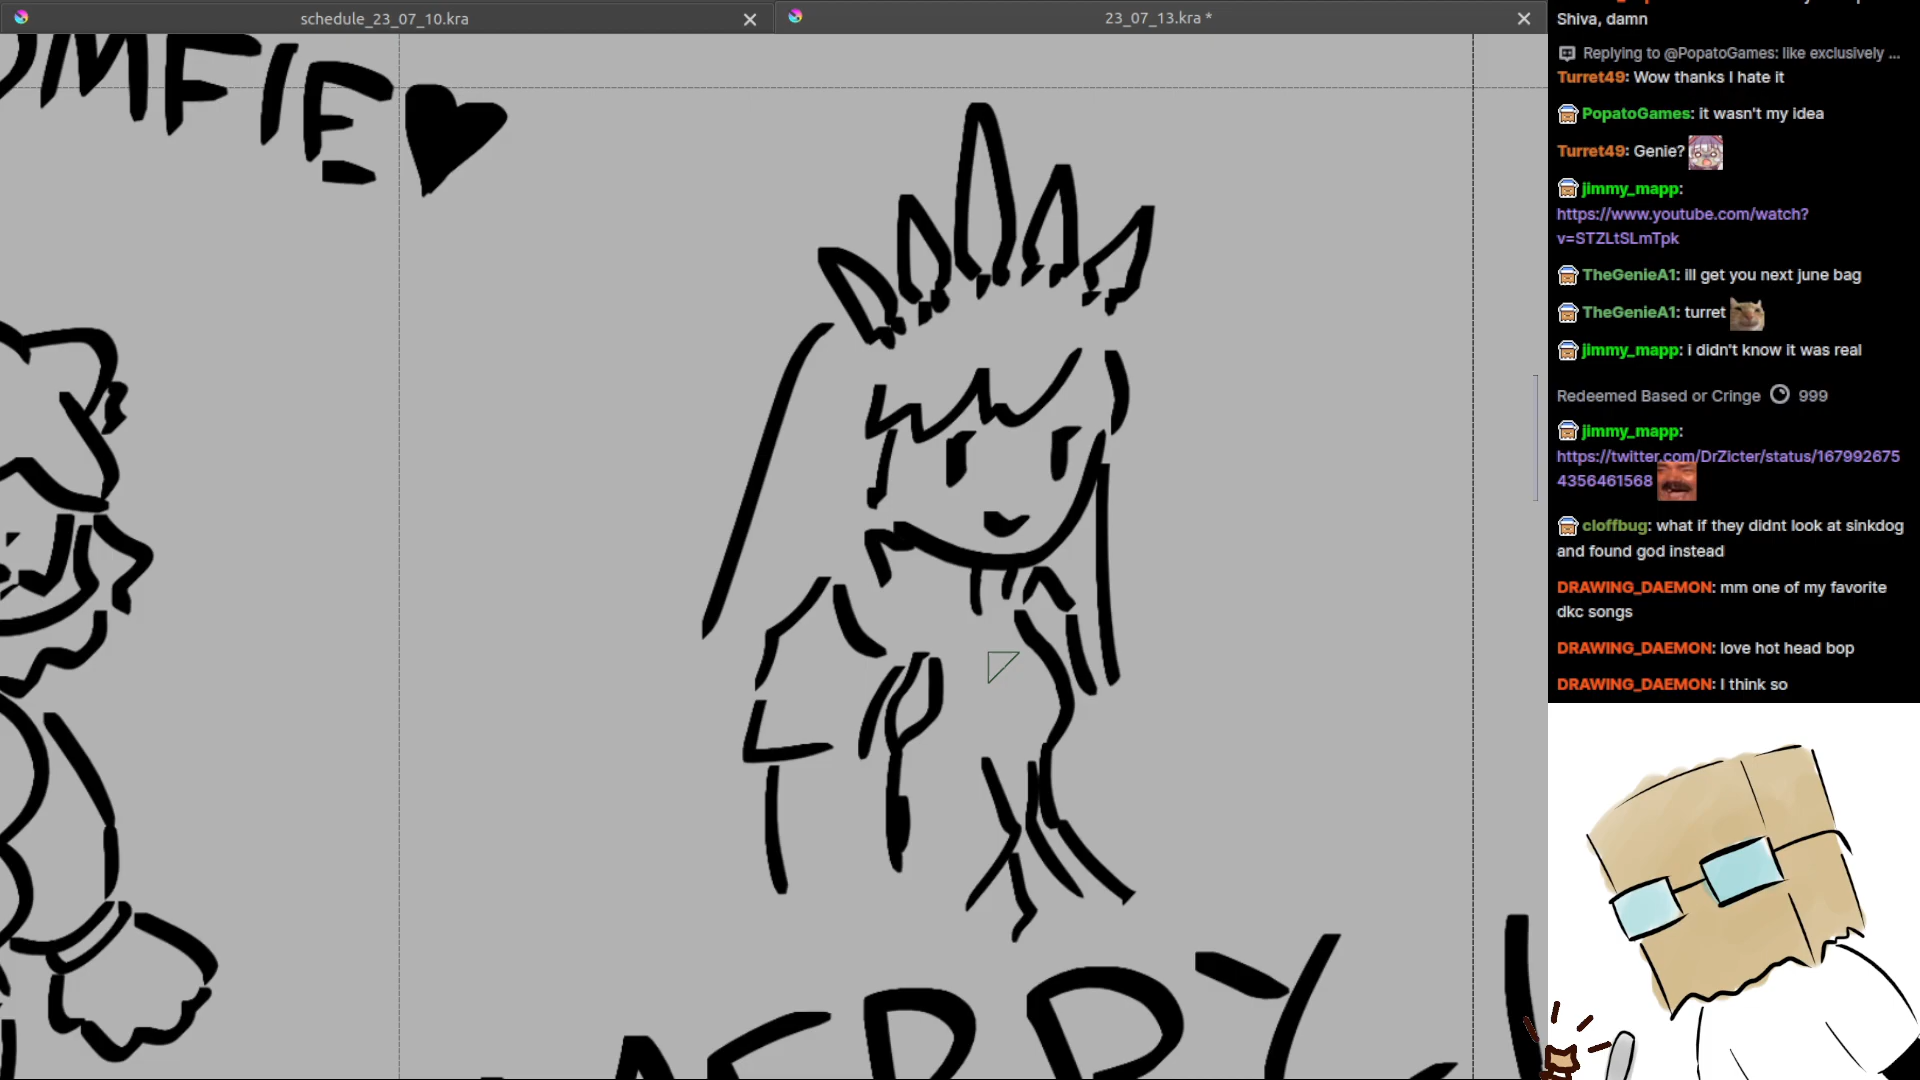 schedule_23_07_10.kra
23_07_13.kra *
OMFIE
Shiva, damn
Replying to @PopatoGames: like exclusively ...
Turret49: Wow thanks I hate it
PopatoGames: it wasn't my idea
Turret49: Genie?
jimmy_mapp:
https://www.youtube.com/watch?
v=STZLtSLmTpk
TheGenieA1: ill get you next june bag
TheGenieA1: turret
jimmy_mapp: i didn't know it was real
Redeemed Based or Cringe 999
jimmy_mapp:
https://twitter.com/DrZicter/status/167992675
4356461568
cloffbug: what if they didnt look at sinkdog
and found god instead
DRAWING_DAEMON: mm one of my favorite
dkc songs
DRAWING_DAEMON: love hot head bop
DRAWING_DAEMON: I think so